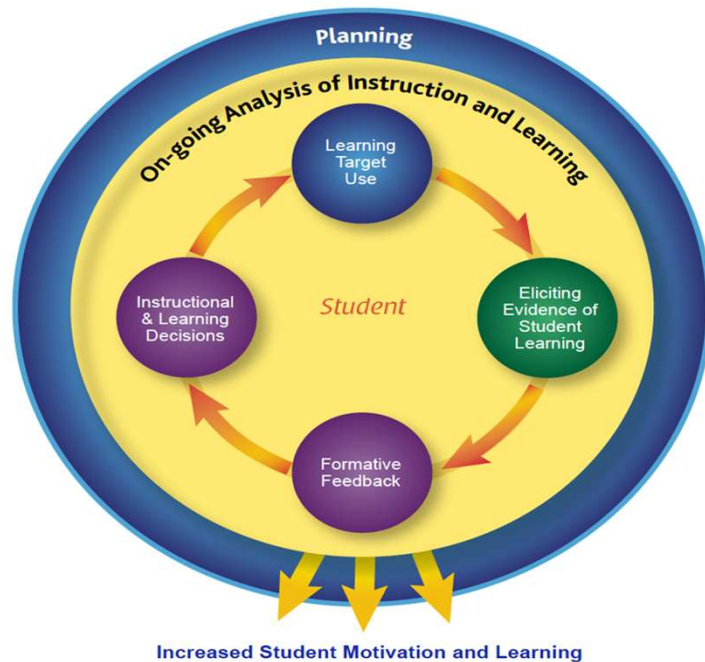 Planning
On-going Analysis of Instruction and Learning
Learning
Target
Use
Instructional
& Learning
Decisions
Student
Eliciting
Evidence of
Student
Learning
Formative
Feedback
Increased Student Motivation and Learning